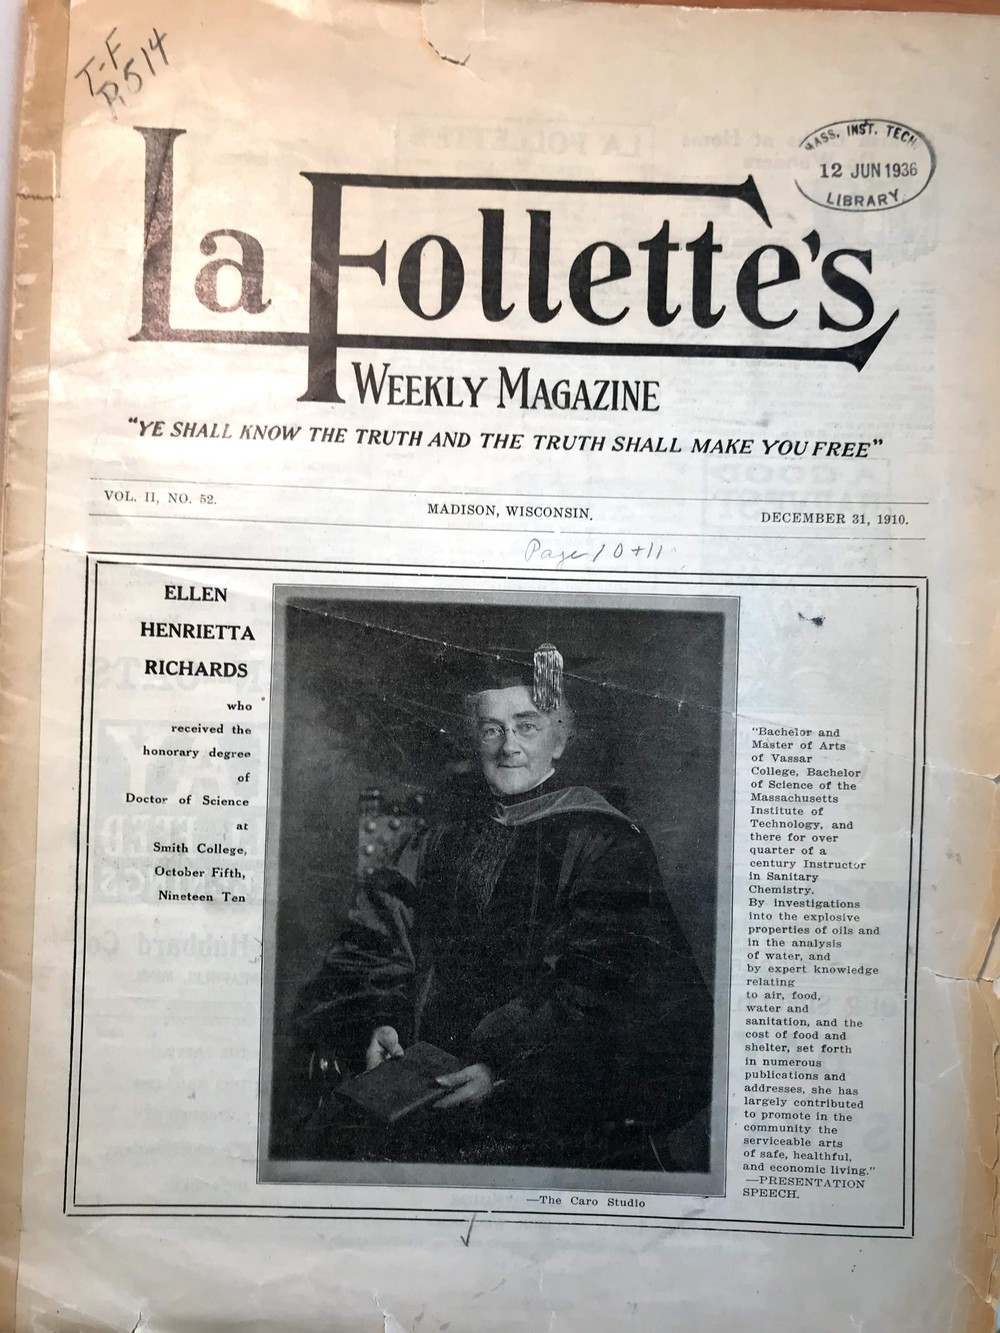 T-F
R514
MASS. INST. TECH.
12 JUN 1936
LIBRARY
La Follette's
WEEKLY MAGAZINE
"YE SHALL KNOW THE TRUTH AND THE TRUTH SHALL MAKE YOU FREE"
VOL. II, NO. 52.
MADISON, WISCONSIN.
DECEMBER 31, 1910.
Page 10+11
ELLEN
HENRIETTA
RICHARDS
who
received the
honorary degree
of
Doctor of Science
at
Smith College,
October Fifth,
Nineteen Ten
"Bachelor and
Master of Arts
of Vassar
College, Bachelor
of Science of the
Massachusetts
Institute of
Technology, and
there for over
quarter of a
century Instructor
in Sanitary
Chemistry.
By investigations
into the explosive
properties of oils and
in the analysis
of water, and
by expert knowledge
relating
to air, food,
water and
sanitation, and the
cost of food and
shelter, set forth
in numerous
publications and
addresses, she has
largely contributed
to promote in the
community the
serviceable arts
of safe, healthful,
and economic living."
—PRESENTATION
SPEECH.
—The Caro Studio